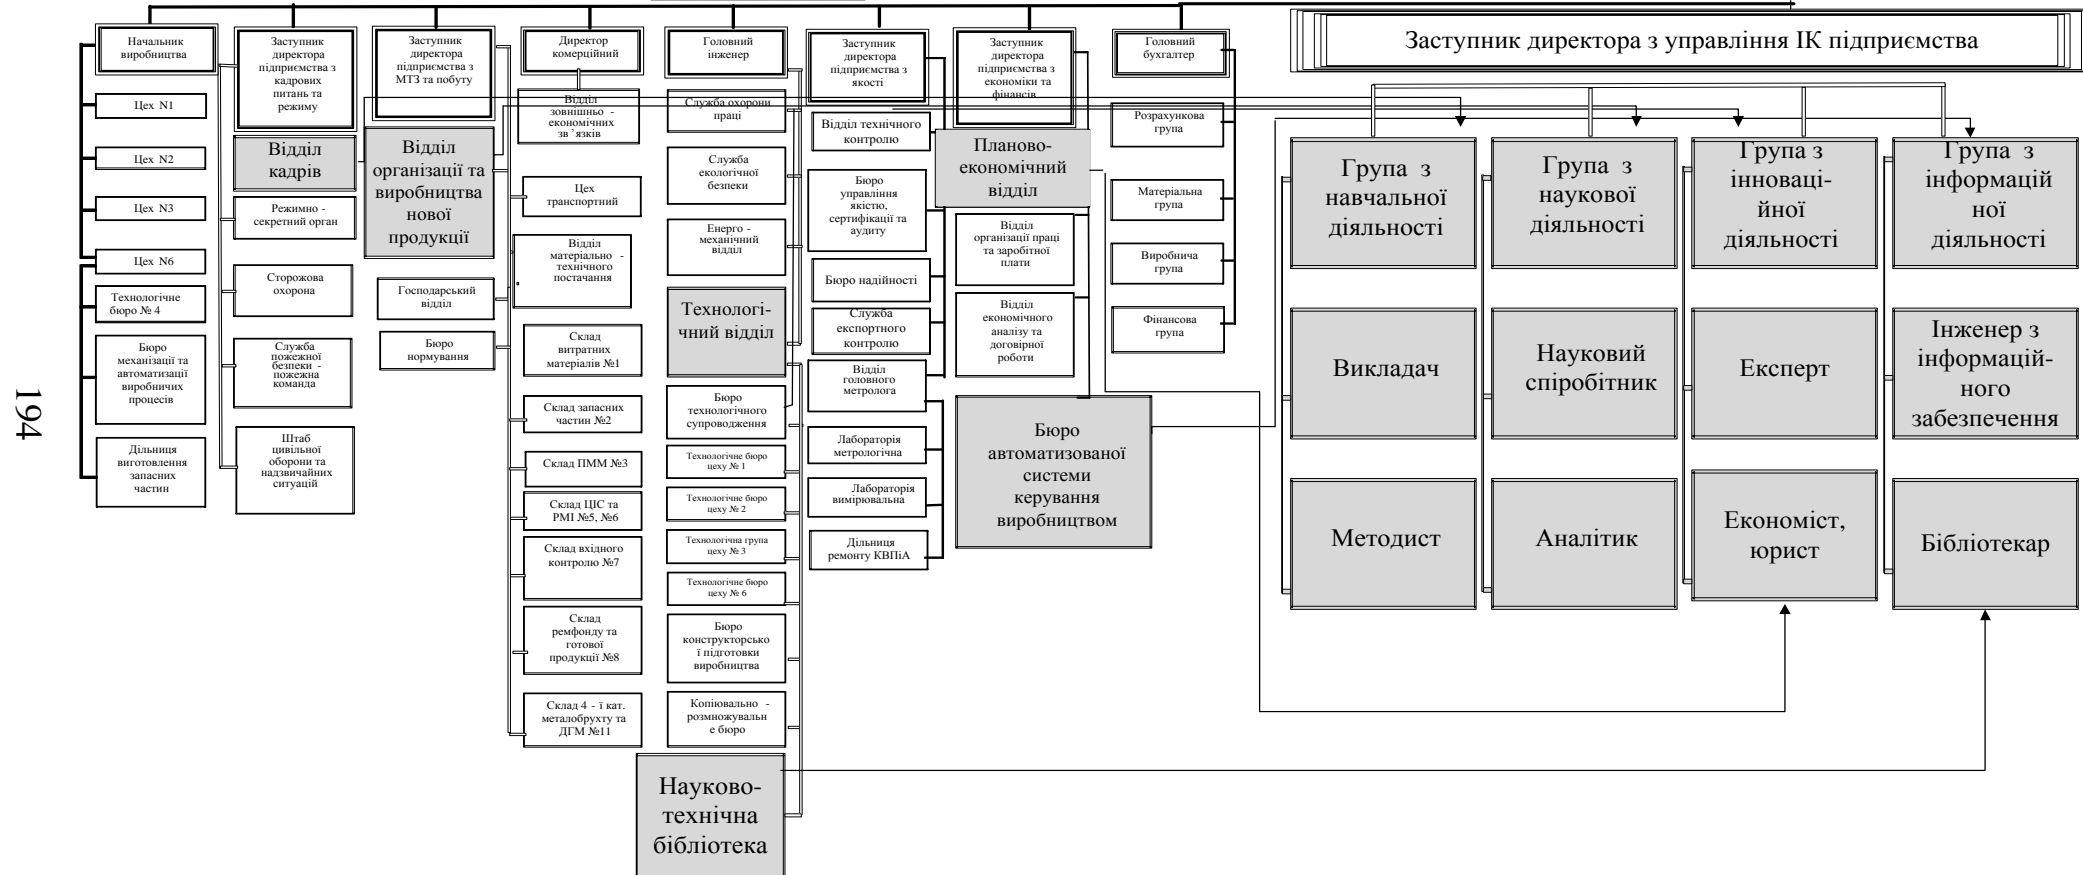 Начальник
виробництва
Цех N1
Цех N2
Цех N3
Цех N6
Технологічне
бюро № 4
Бюро
механізації та
автоматизації
виробничих
процесів
Дільниця
виготовлення
запасних
частин
Заступник
директора
підприємства з
кадрових
питань та
режиму
Відділ
кадрів
Режимно -
секретний орган
Сторожова
охорона
Служба
пожежної
безпеки -
пожежна
команда
Штаб
цивільної
оборони та
надзвичайних
ситуацій
Заступник
директора
підприємства з
МТЗ та побуту
Відділ
організації та
виробництва
нової
продукції
Господарський
відділ
Бюро
нормування
Директор
комерційний
Відділ
зовнішньо -
економічних
зв ' язків
Цех
транспортний
Відділ
матеріально -
технічного
постачання
Склад
витратних
матеріалів №1
Склад запасних
частин №2
Склад ПММ №3
Склад ЦІС та
РМІ №5, №6
Склад вхідного
контролю №7
Склад
ремфонду та
готової
продукції №8
Склад 4 - ї кат.
металобрухту та
ДГМ №11
Головний
інженер
Служба охорони
праці
Служба
екологічної
безпеки
Енерго -
механічний
відділ
Технологі-
чний відділ
Бюро
технологічного
супроводження
Технологічне бюро
цеху № 1
Технологічне бюро
цеху № 2
Технологічна група
цеху № 3
Технологічне бюро
цеху № 6
Бюро
конструкторсько
ї підготовки
виробництва
Копіювально -
розмножувальн
е бюро
Науково-
технічна
бібліотека
Заступник
директора
підприємства з
якості
Відділ технічного
контролю
Бюро
управління
якістю,
сертифікації та
аудиту
Бюро надійності
Служба
експортного
контролю
Відділ
головного
метролога
Лабораторія
метрологічна
Лабораторія
вимірювальна
Дільниця
ремонту КВПіА
Заступник
директора
підприємства з
економіки та
фінансів
Планово-
економічний
відділ
Відділ
організації праці
та заробітної
плати
Відділ
економічного
аналізу та
договірної
роботи
Бюро
автоматизованої
системи
керування
виробництвом
Головний
бухгалтер
Розрахункова
група
Матеріальна
група
Виробнича
група
Фінансова
група
Заступник директора з управління ІК підприємства
Група з
навчальної
діяльності
Викладач
Методист
Група з
наукової
діяльності
Науковий
спіробітник
Аналітик
Група з
інноваці-
йної
діяльності
Експерт
Економіст,
юрист
Група з
інформацій
ної
діяльності
Інженер з
інформацій-
ного
забезпечення
Бібліотекар
194